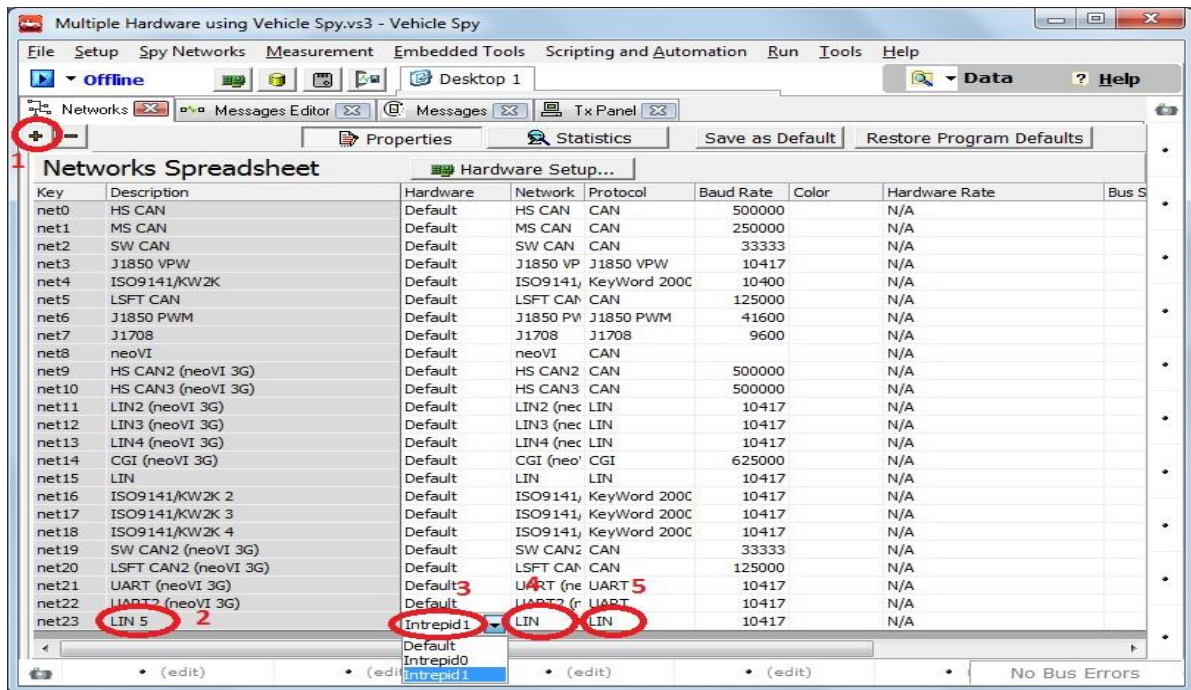 Multiple Hardware using Vehicle Spy.vs3 - Vehicle Spy
File Setup Spy Networks Measurement Embedded Tools Scripting and Automation Run Tools Help
Offline Desktop 1 Data ? Help
Networks Messages Editor Messages Tx Panel
1 Properties Statistics Save as Default Restore Program Defaults
Networks Spreadsheet Hardware Setup...
Key Description Hardware Network Protocol Baud Rate Color Hardware Rate Bus S
net0 HS CAN Default HS CAN CAN 500000 N/A
net1 MS CAN Default MS CAN CAN 250000 N/A
net2 SW CAN Default SW CAN CAN 33333 N/A
net3 J1850 VPW Default J1850 VP J1850 VPW 10417 N/A
net4 ISO9141/KW2K Default ISO9141/ KeyWord 2000 10400 N/A
net5 LSFT CAN Default LSFT CAN CAN 125000 N/A
net6 J1850 PWM Default J1850 PW J1850 PWM 41600 N/A
net7 J1708 Default J1708 J1708 9600 N/A
net8 neoVI Default neoVI CAN N/A
net9 HS CAN2 (neoVI 3G) Default HS CAN2 CAN 500000 N/A
net10 HS CAN3 (neoVI 3G) Default HS CAN3 CAN 500000 N/A
net11 LIN2 (neoVI 3G) Default LIN2 (nec LIN 10417 N/A
net12 LIN3 (neoVI 3G) Default LIN3 (nec LIN 10417 N/A
net13 LIN4 (neoVI 3G) Default LIN4 (nec LIN 10417 N/A
net14 CGI (neoVI 3G) Default CGI (neo' CGI 625000 N/A
net15 LIN Default LIN LIN 10417 N/A
net16 ISO9141/KW2K 2 Default ISO9141/ KeyWord 2000 10417 N/A
net17 ISO9141/KW2K 3 Default ISO9141/ KeyWord 2000 10417 N/A
net18 ISO9141/KW2K 4 Default ISO9141/ KeyWord 2000 10417 N/A
net19 SW CAN2 (neoVI 3G) Default SW CAN2 CAN 33333 N/A
net20 LSFT CAN2 (neoVI 3G) Default LSFT CAN CAN 125000 N/A
net21 UART (neoVI 3G) Default 3 UART (ne 4 UART 5 10417 N/A
net22 UART2 (neoVI 3G) Default UART2 (r UART 10417 N/A
net23 LIN 5 2 Intrepid1 LIN LIN 10417 N/A
Default
Intrepid0
Intrepid1
(edit) (edit (edit) (edit) No Bus Errors